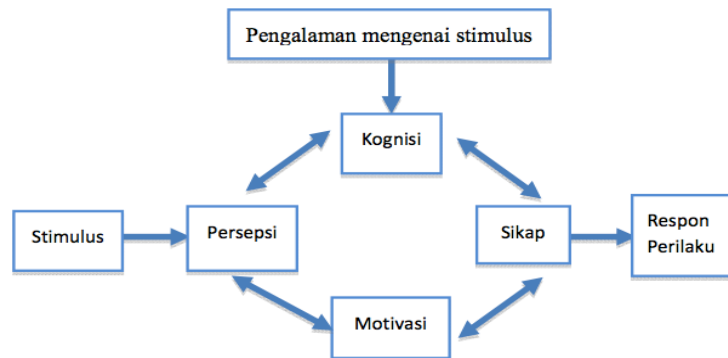 Pengalaman mengenai stimulus
Kognisi
Stimulus
Persepsi
Sikap
Respon
Perilaku
Motivasi